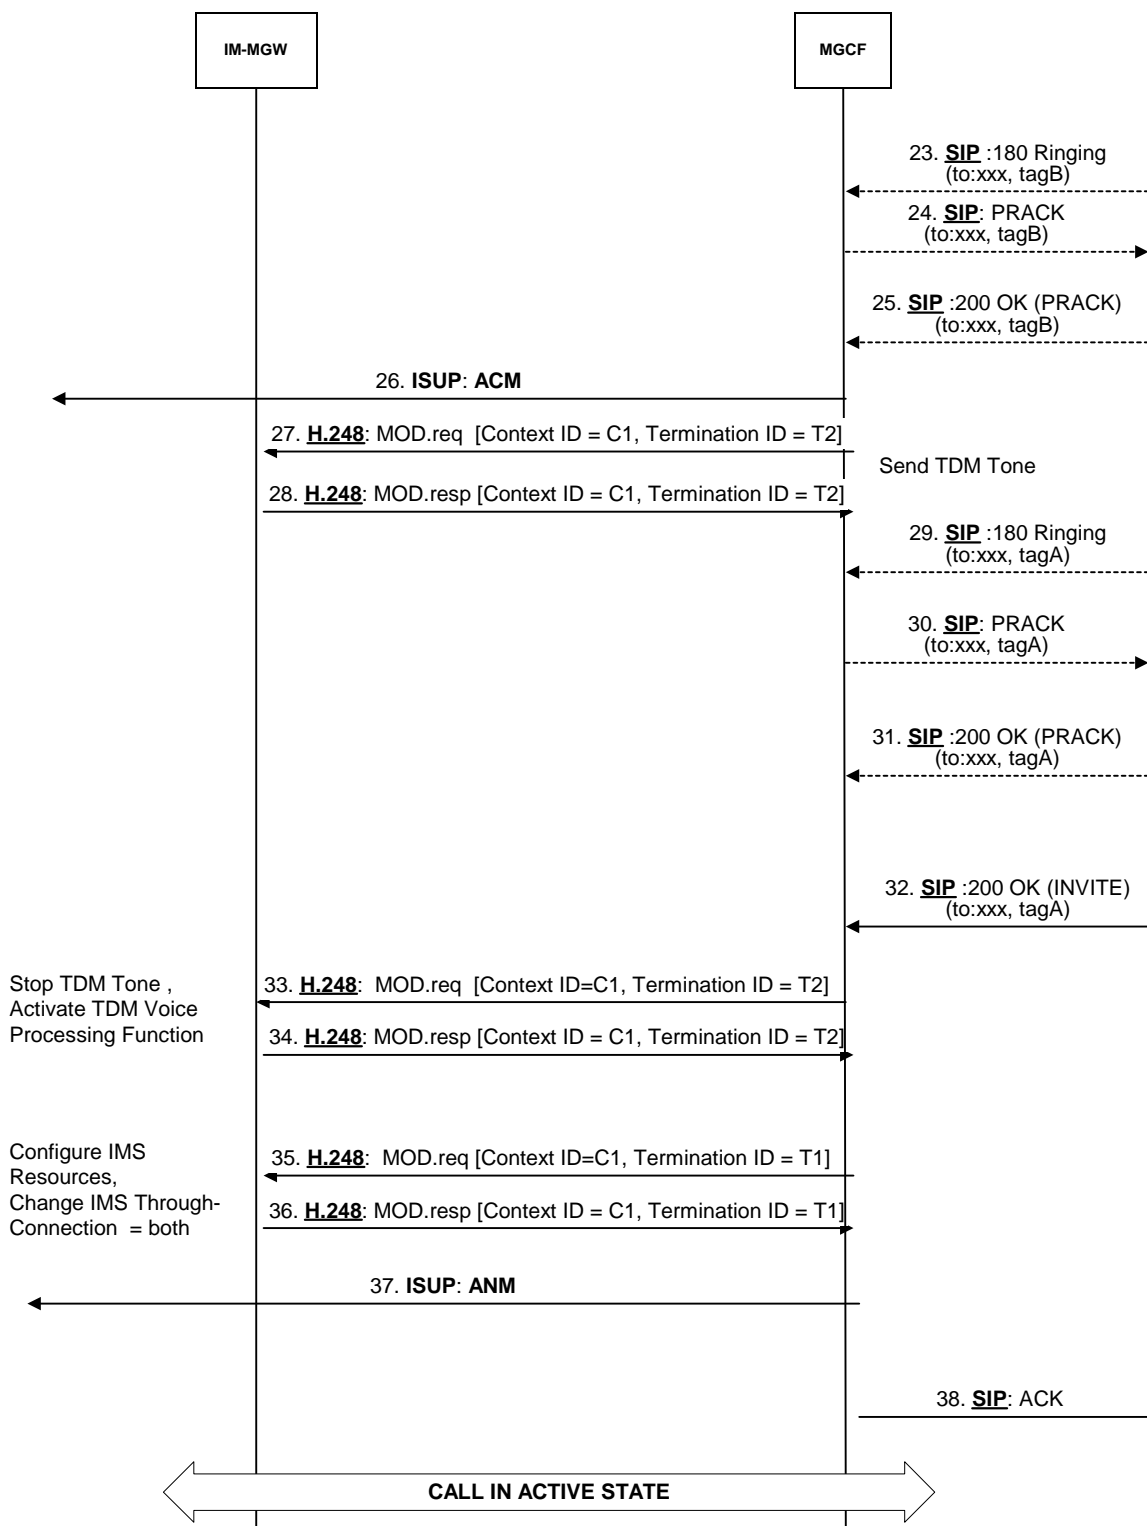 IM-MGW
MGCF
23. SIP :180 Ringing
(to:xxx, tagB)
24. SIP: PRACK
(to:xxx, tagB)
25. SIP :200 OK (PRACK)
(to:xxx, tagB)
26. ISUP: ACM
27. H.248: MOD.req [Context ID = C1, Termination ID = T2]
Send TDM Tone
28. H.248: MOD.resp [Context ID = C1, Termination ID = T2]
29. SIP :180 Ringing
(to:xxx, tagA)
30. SIP: PRACK
(to:xxx, tagA)
31. SIP :200 OK (PRACK)
(to:xxx, tagA)
32. SIP :200 OK (INVITE)
(to:xxx, tagA)
Stop TDM Tone ,
Activate TDM Voice
Processing Function
33. H.248: MOD.req [Context ID=C1, Termination ID = T2]
34. H.248: MOD.resp [Context ID = C1, Termination ID = T2]
Configure IMS
Resources,
Change IMS Through-
Connection = both
35. H.248: MOD.req [Context ID=C1, Termination ID = T1]
36. H.248: MOD.resp [Context ID = C1, Termination ID = T1]
37. ISUP: ANM
38. SIP: ACK
CALL IN ACTIVE STATE